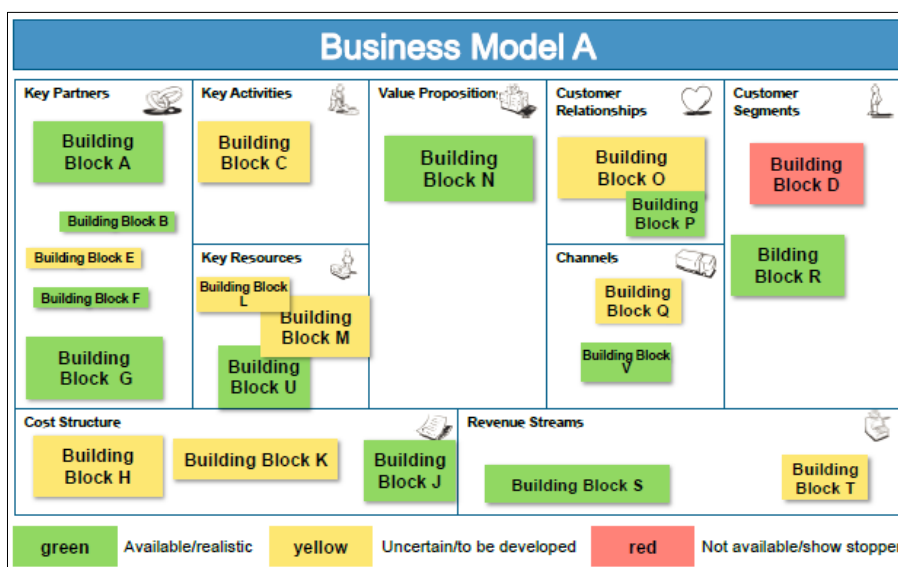 Business Model A
Key Partners
Building
Block A
Building Block B
Building Block E
Building Block F
Building
Block G
Key Activities
Building
Block C
Key Resources
Building Block
L
Building
Block M
Building
Block U
Value Proposition
Building
Block N
Customer
Relationships
Building
Block O
Building
Block P
Channels
Building
Block Q
Building Block
V
Customer
Segments
Building
Block D
Bilding
Block R
Cost Structure
Building
Block H
Building Block K
Building
Block J
Revenue Streams
Building Block S
Building
Block T
green
Available/realistic
yellow
Uncertain/to be developed
red
Not available/show stopper